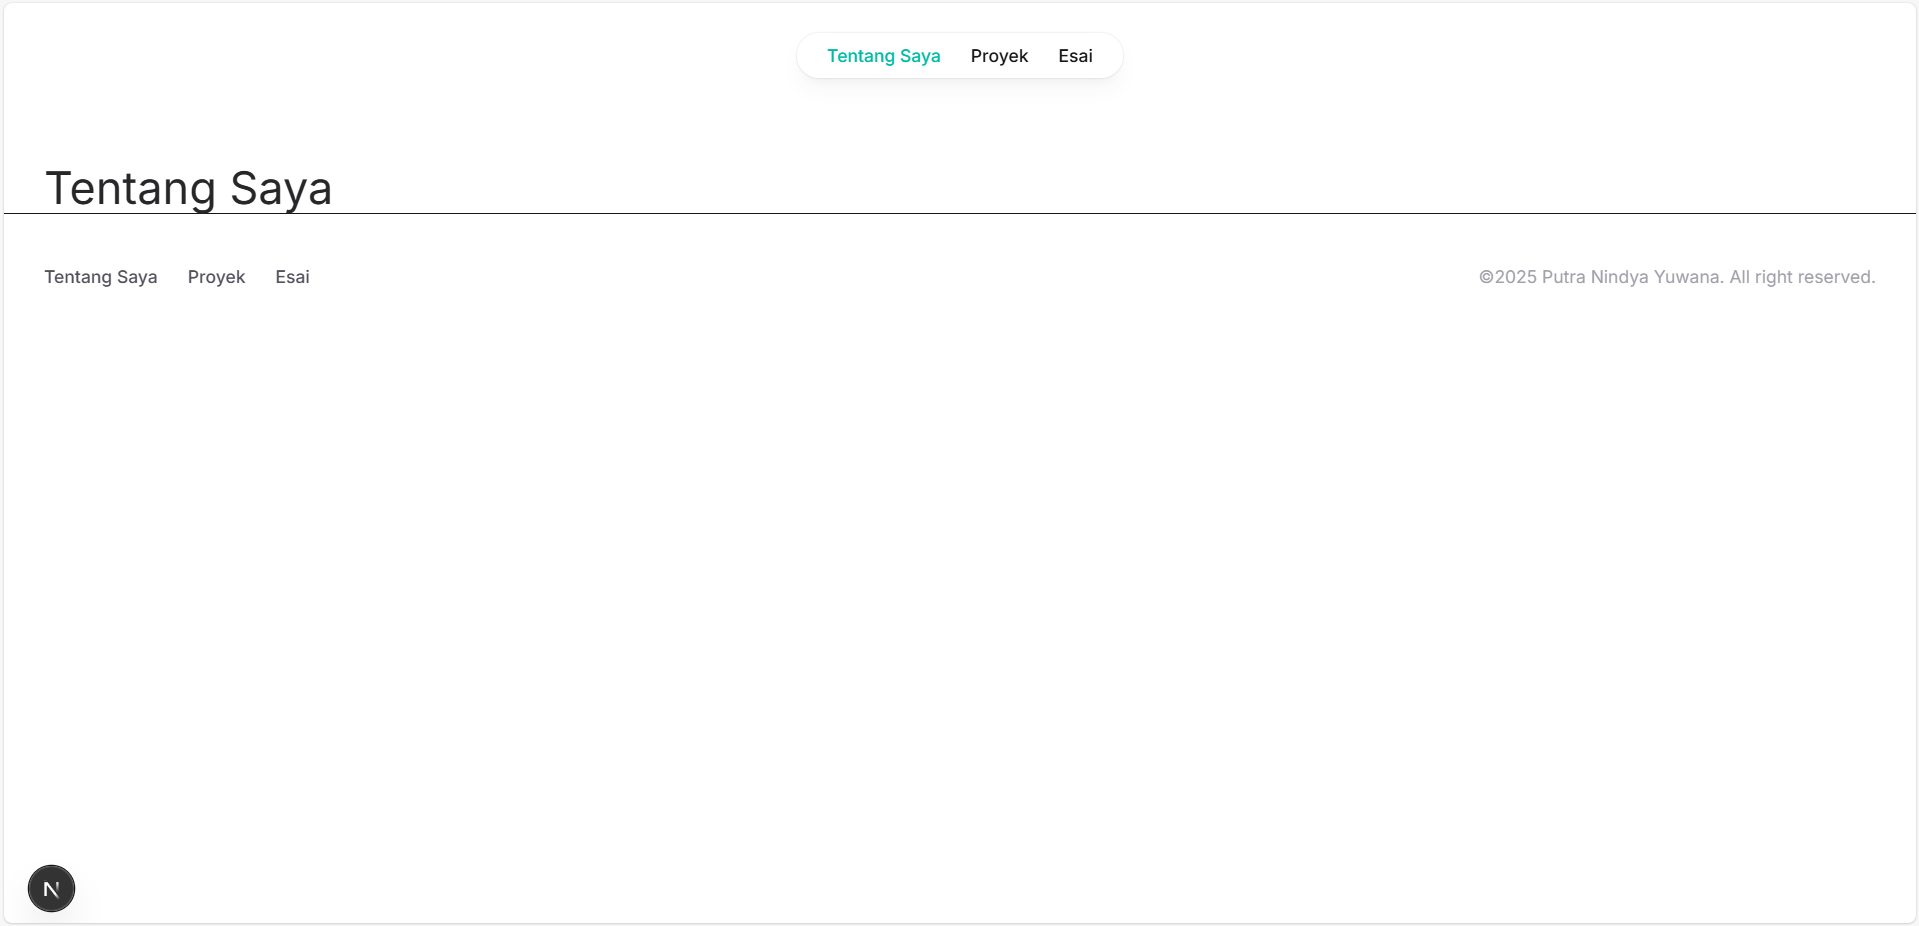 Tentang Saya Proyek Esai
Tentang Saya
Tentang Saya Proyek Esai
©2025 Putra Nindya Yuwana. All right reserved.
N